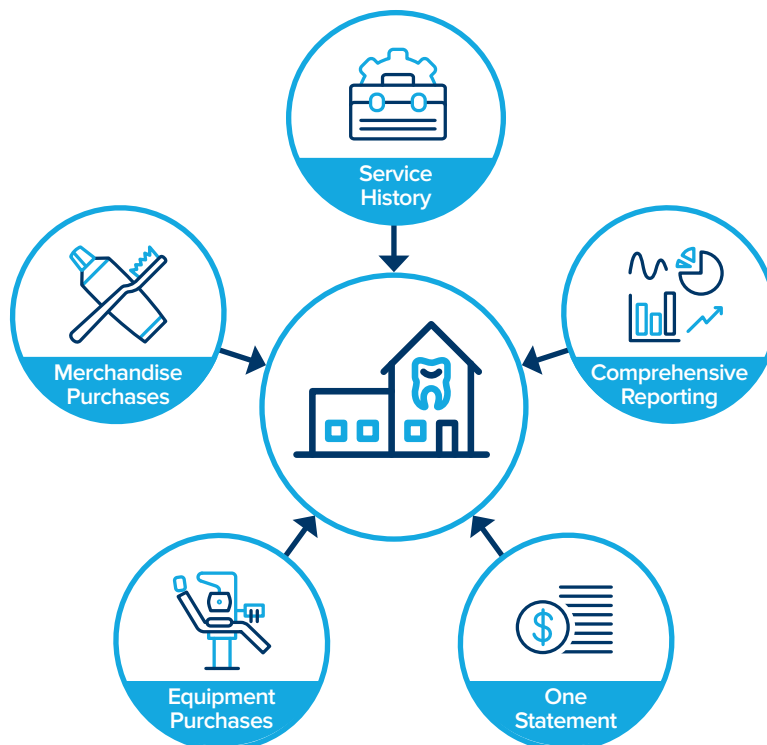 Service
History
Merchandise
Purchases
Comprehensive
Reporting
Equipment
Purchases
$
One
Statement